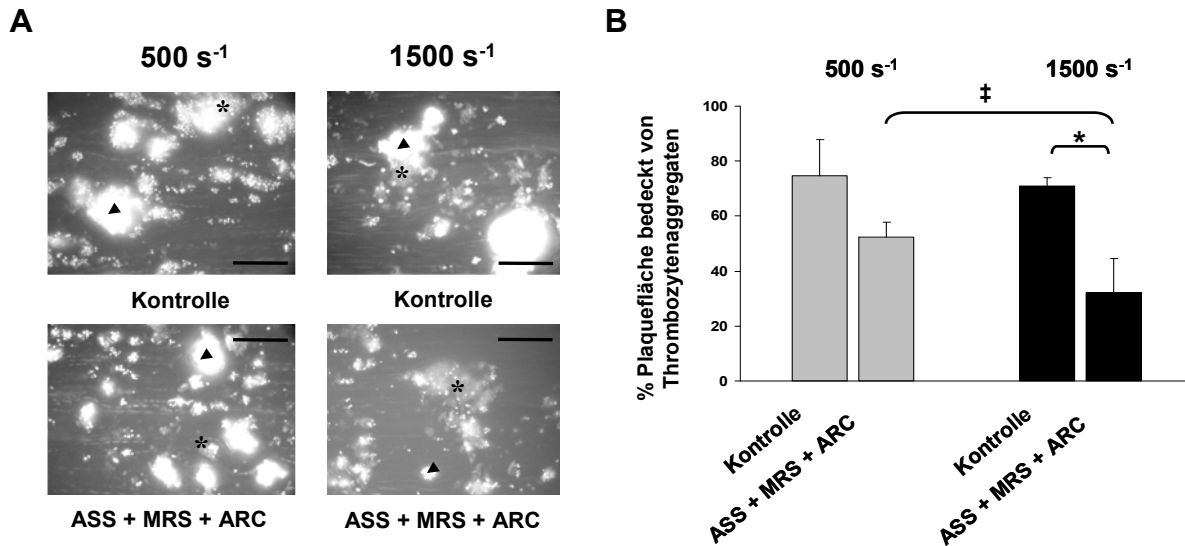 A
500 s-1
1500 s-1
*
*
Kontrolle
Kontrolle
*
*
ASS + MRS + ARC
ASS + MRS + ARC
B
500 s-1
1500 s-1
‡
*
% Plaquefläche bedeckt von
Thrombozytenaggregaten
100
80
60
40
20
0
Kontrolle
ASS + MRS + ARC
Kontrolle
ASS + MRS + ARC